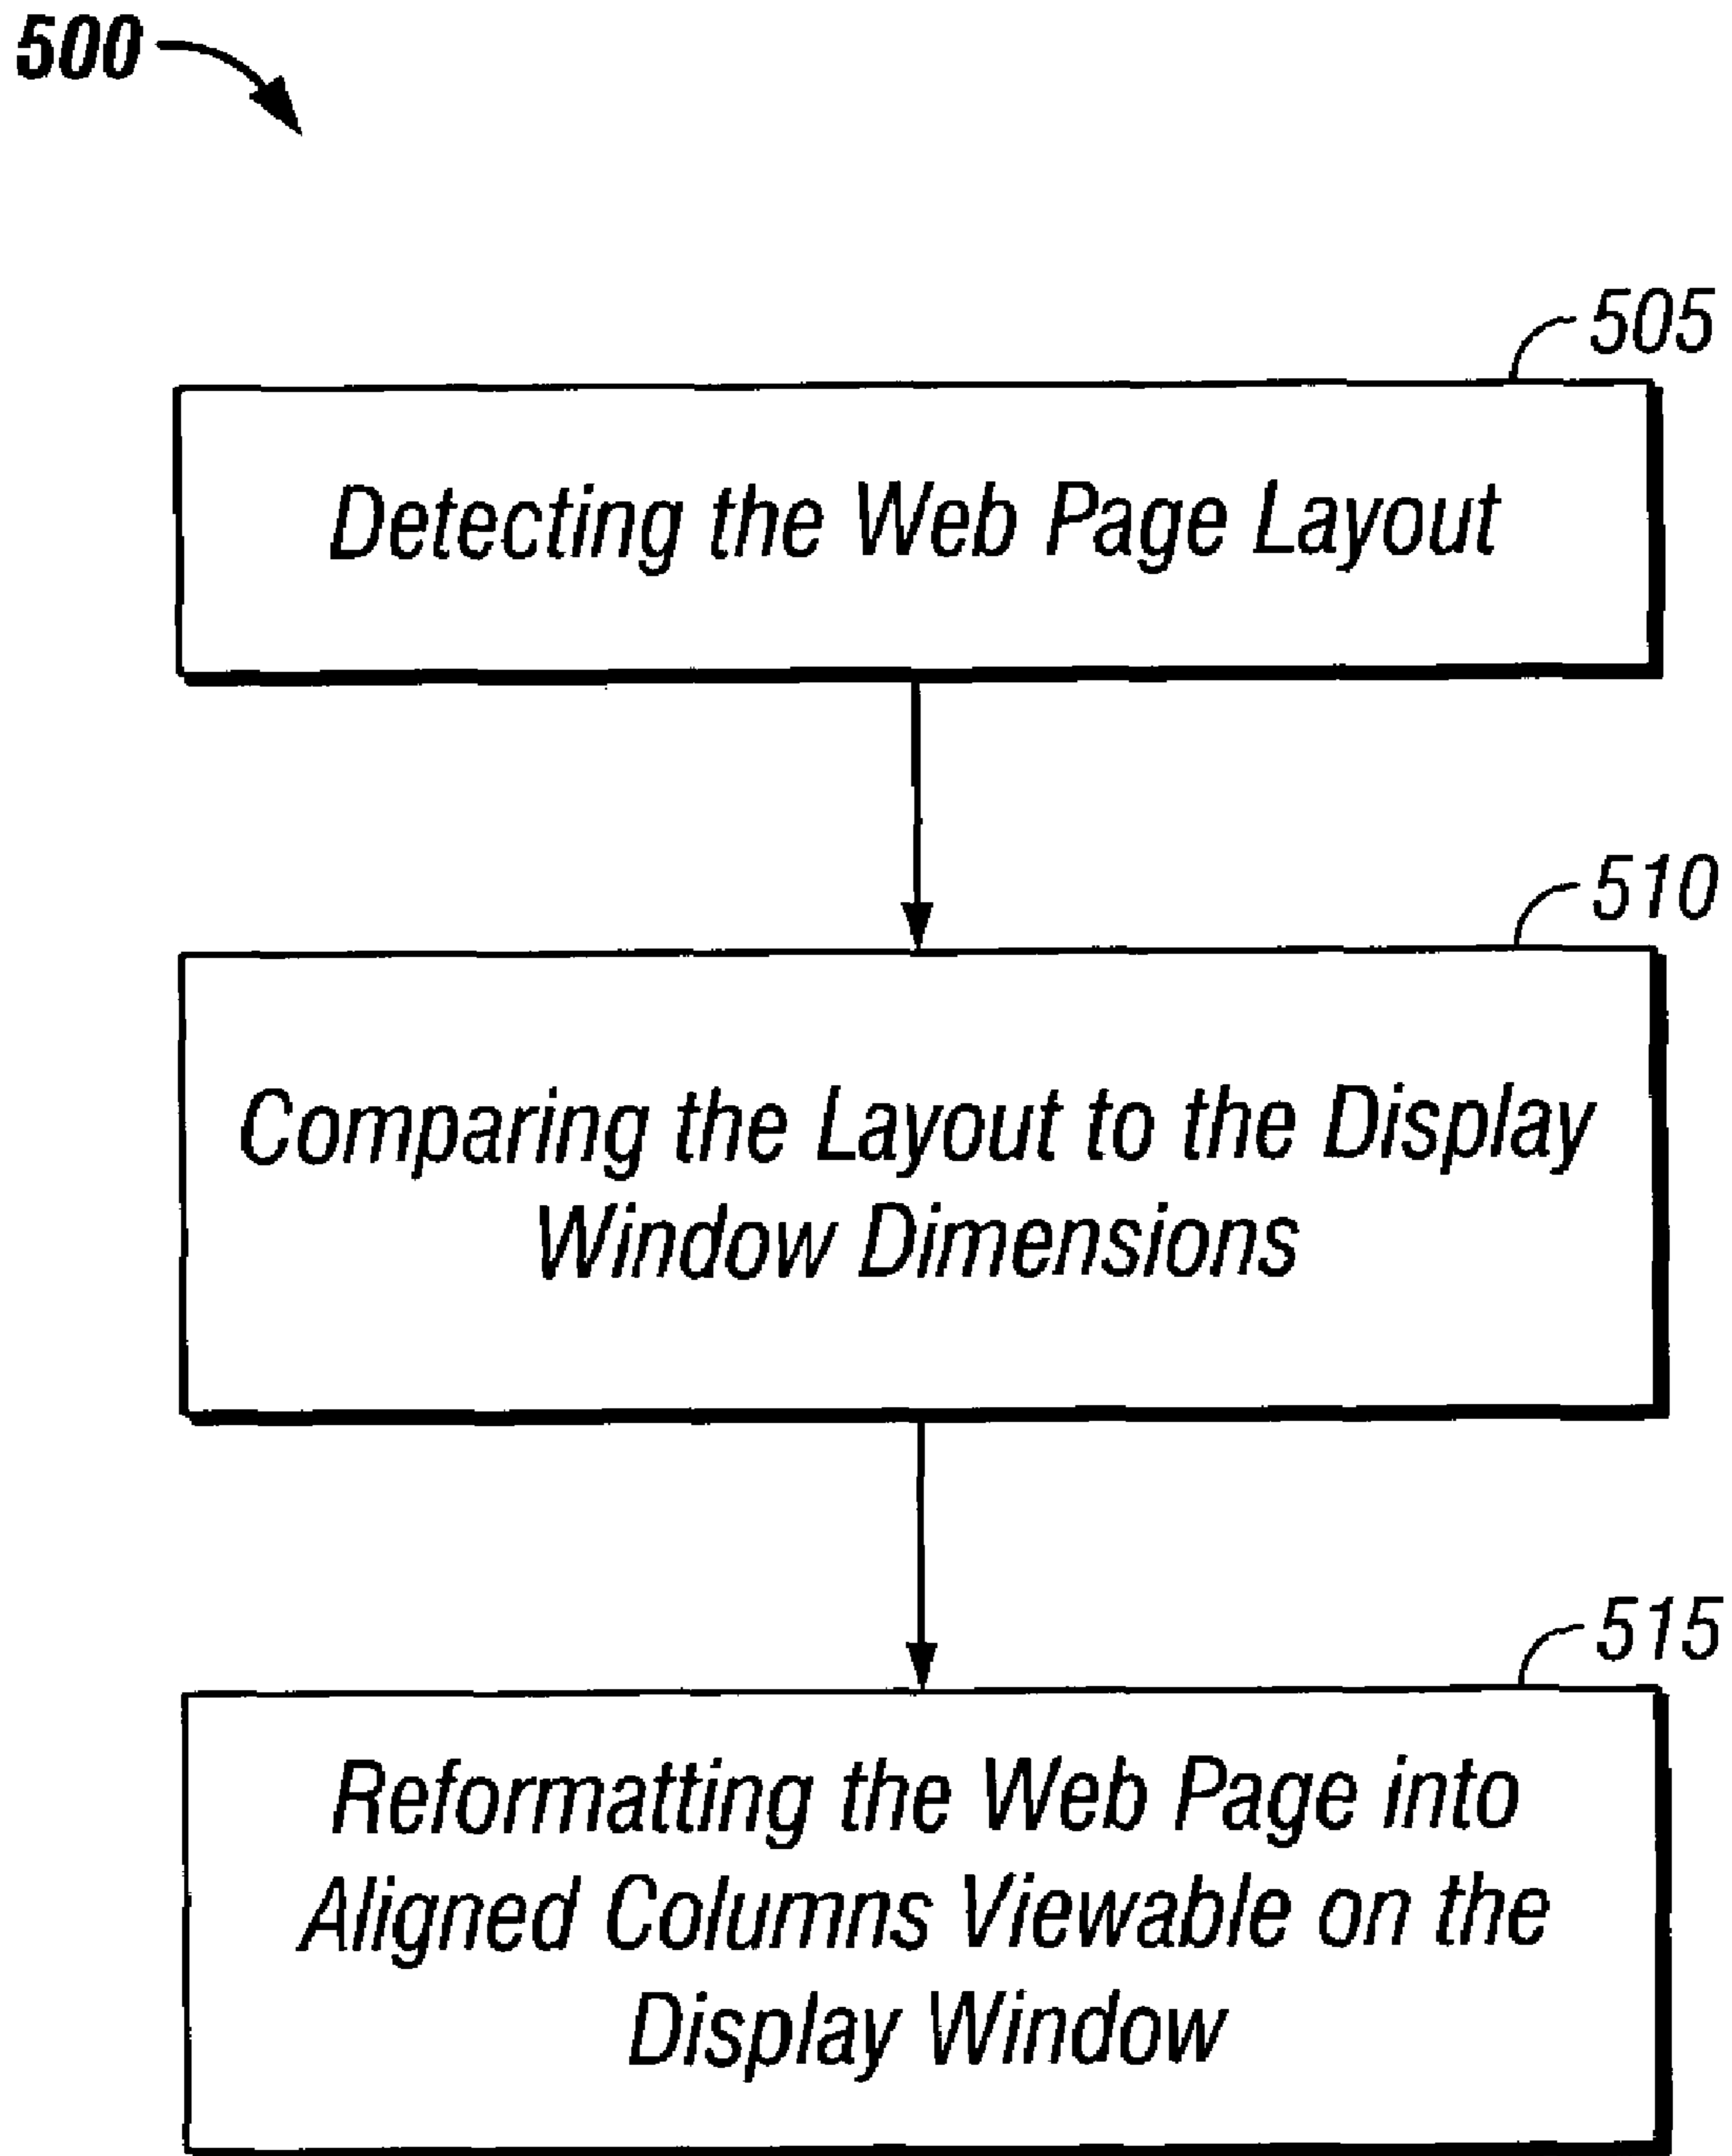 500
505
Detecting the Web Page Layout
510
Comparing the Layout to the Display
Window Dimensions
515
Reformatting the Web Page into
Aligned Columns Viewable on the
Display Window